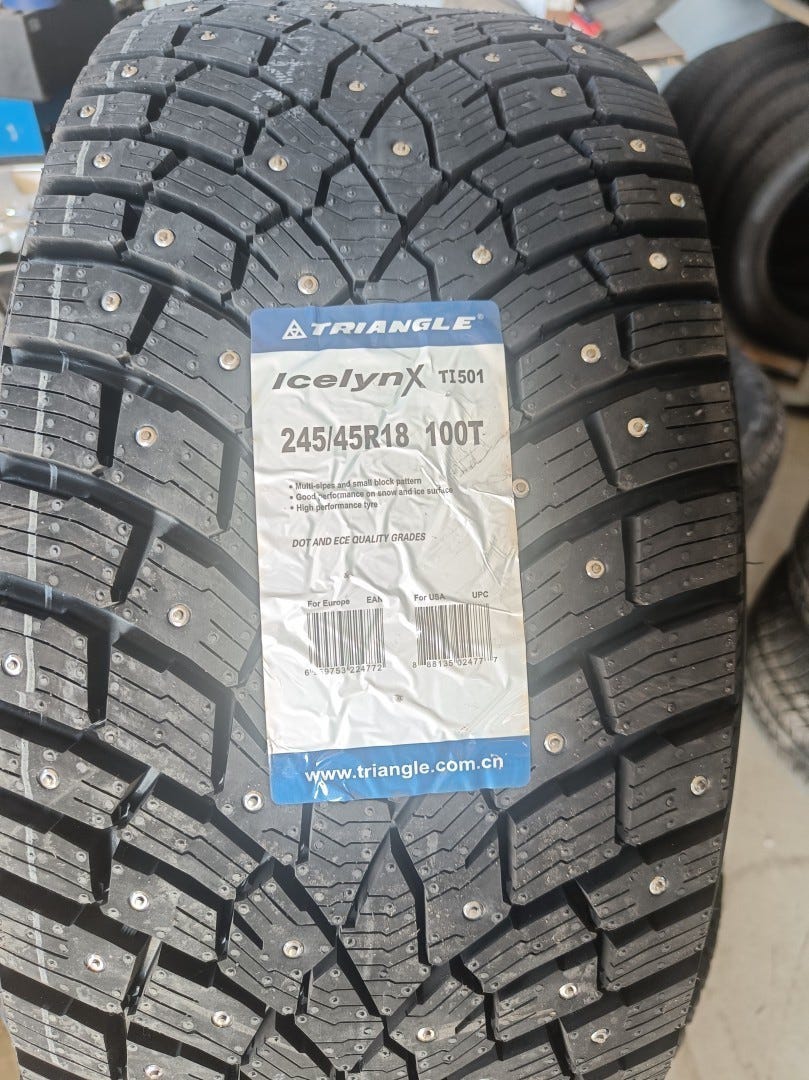 TRIANGLE®
IcelynX TI501
245/45R18 100T
• Multi-sipes and small block pattern
• Good performance on snow and ice surface
• High performance tyre
DOT AND ECE QUALITY GRADES
For Europe EAN For USA UPC
www.triangle.com.cn